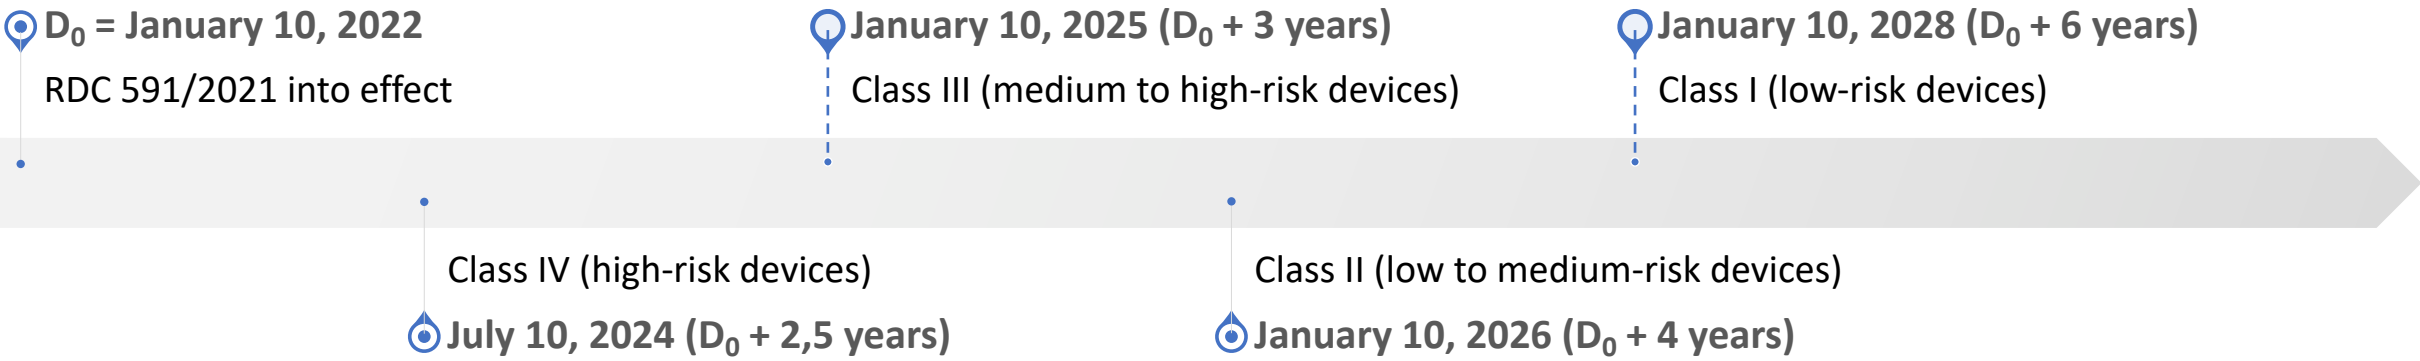 D₀ = January 10, 2022
RDC 591/2021 into effect
Class IV (high-risk devices)
July 10, 2024 (D₀ + 2,5 years)
January 10, 2025 (D₀ + 3 years)
Class III (medium to high-risk devices)
Class II (low to medium-risk devices)
January 10, 2026 (D₀ + 4 years)
January 10, 2028 (D₀ + 6 years)
Class I (low-risk devices)